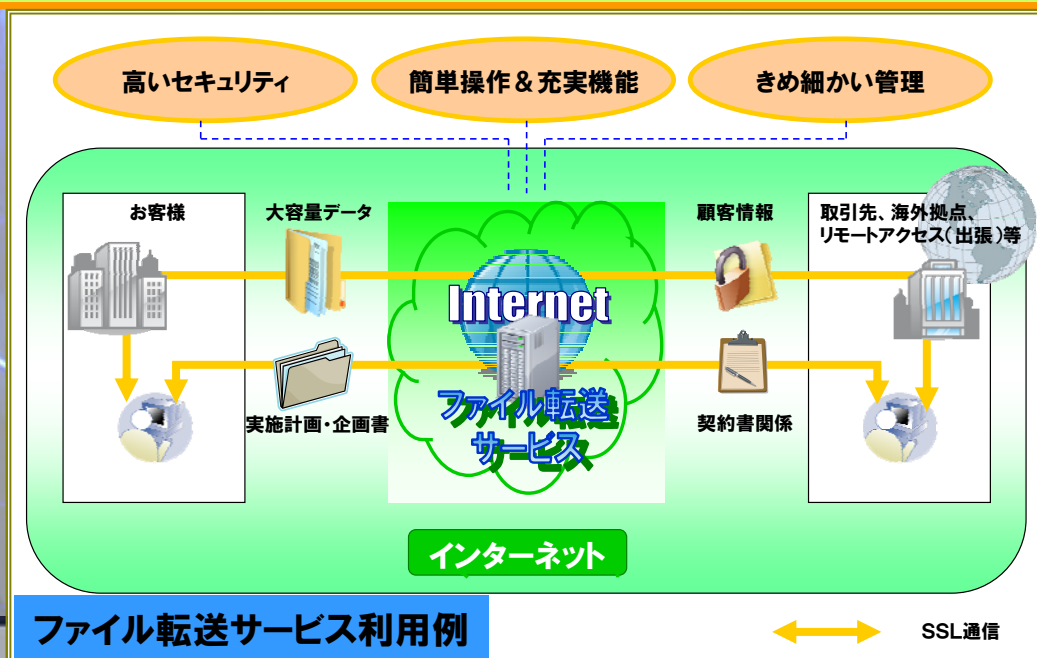 高いセキュリティ
簡単操作＆充実機能
きめ細かい管理
お客様
大容量データ
顧客情報
取引先、海外拠点、
リモートアクセス（出張）等
Internet
ファイル転送
サービス
実施計画・企画書
契約書関係
インターネット
ファイル転送サービス利用例
SSL通信